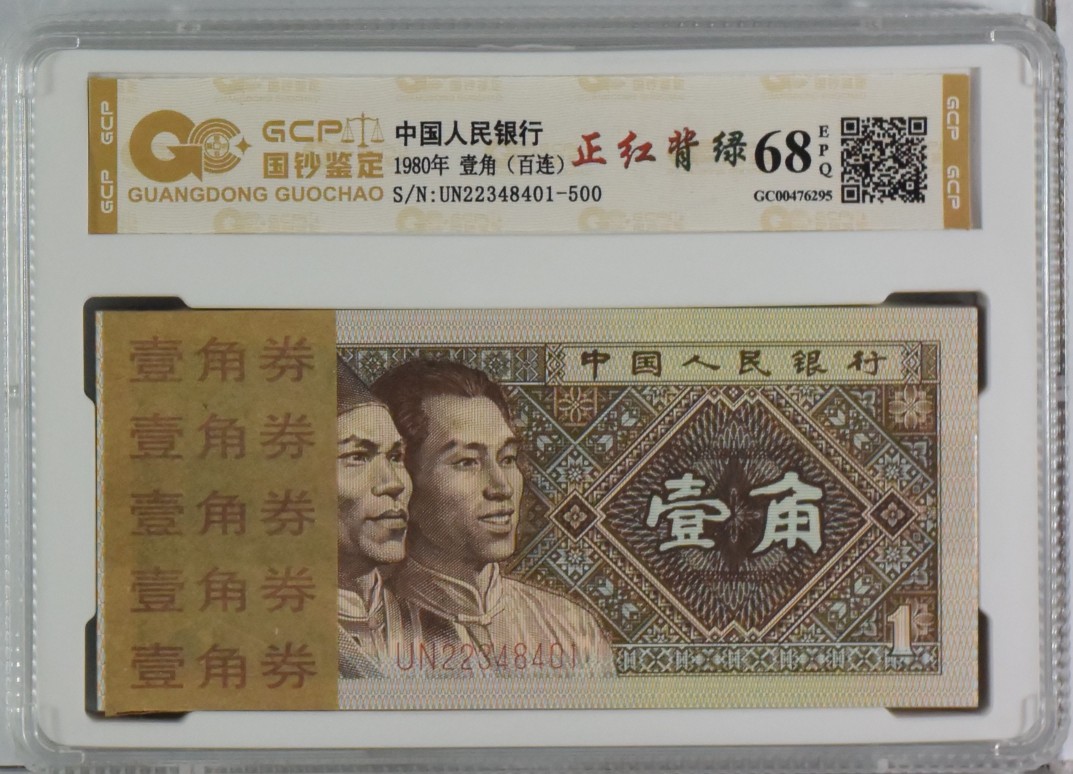 GCP
GCP
GCP
国钞鉴定
GUANGDONG GUOCHAO
中国人民银行
1980年 壹角（百连）
S/N:UN22348401-500
正红背绿
68
EPQ
GC00476295
GCP
GCP
壹角券
壹角券
壹角券
壹角券
壹角券
中国人民银行
壹角
1
UN22348401